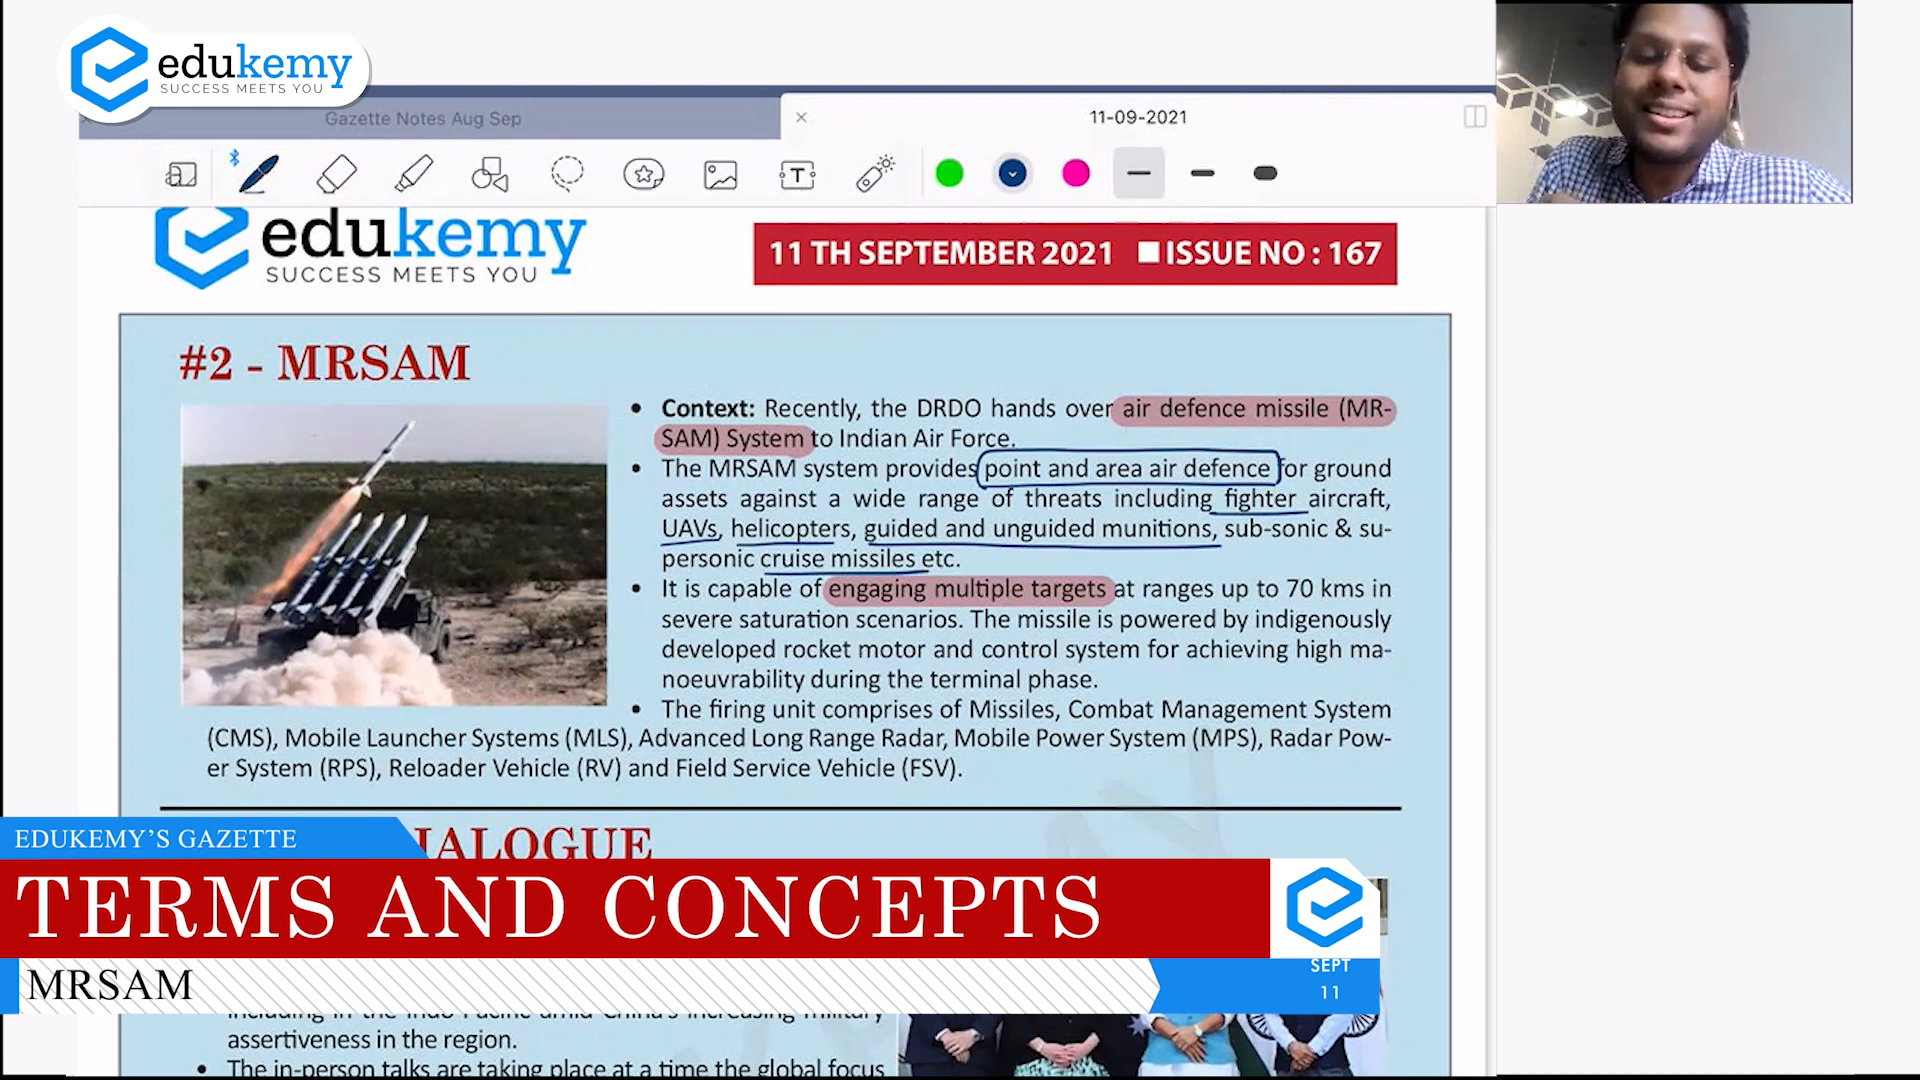 edukemy
SUCCESS MEETS YOU
Gazette Notes Aug Sep
11-09-2021
T
edukemy
SUCCESS MEETS YOU
11 TH SEPTEMBER 2021 ISSUE NO : 167
#2 - MRSAM
• Context: Recently, the DRDO hands over air defence missile (MR-
SAM) System to Indian Air Force.
• The MRSAM system provides point and area air defence for ground
assets against a wide range of threats including fighter aircraft,
UAVs, helicopters, guided and unguided munitions, sub-sonic & su-
personic cruise missiles etc.
• It is capable of engaging multiple targets at ranges up to 70 kms in
severe saturation scenarios. The missile is powered by indigenously
developed rocket motor and control system for achieving high ma-
noeuvrability during the terminal phase.
• The firing unit comprises of Missiles, Combat Management System
(CMS), Mobile Launcher Systems (MLS), Advanced Long Range Radar, Mobile Power System (MPS), Radar Pow-
er System (RPS), Reloader Vehicle (RV) and Field Service Vehicle (FSV).
EDUKEMY'S GAZETTE
IALOGUE
TERMS AND CONCEPTS
MRSAM
SEPT
11
including in the Indo-Pacific amid China's increasing military
assertiveness in the region.
• The in-person talks are taking place at a time the global focus